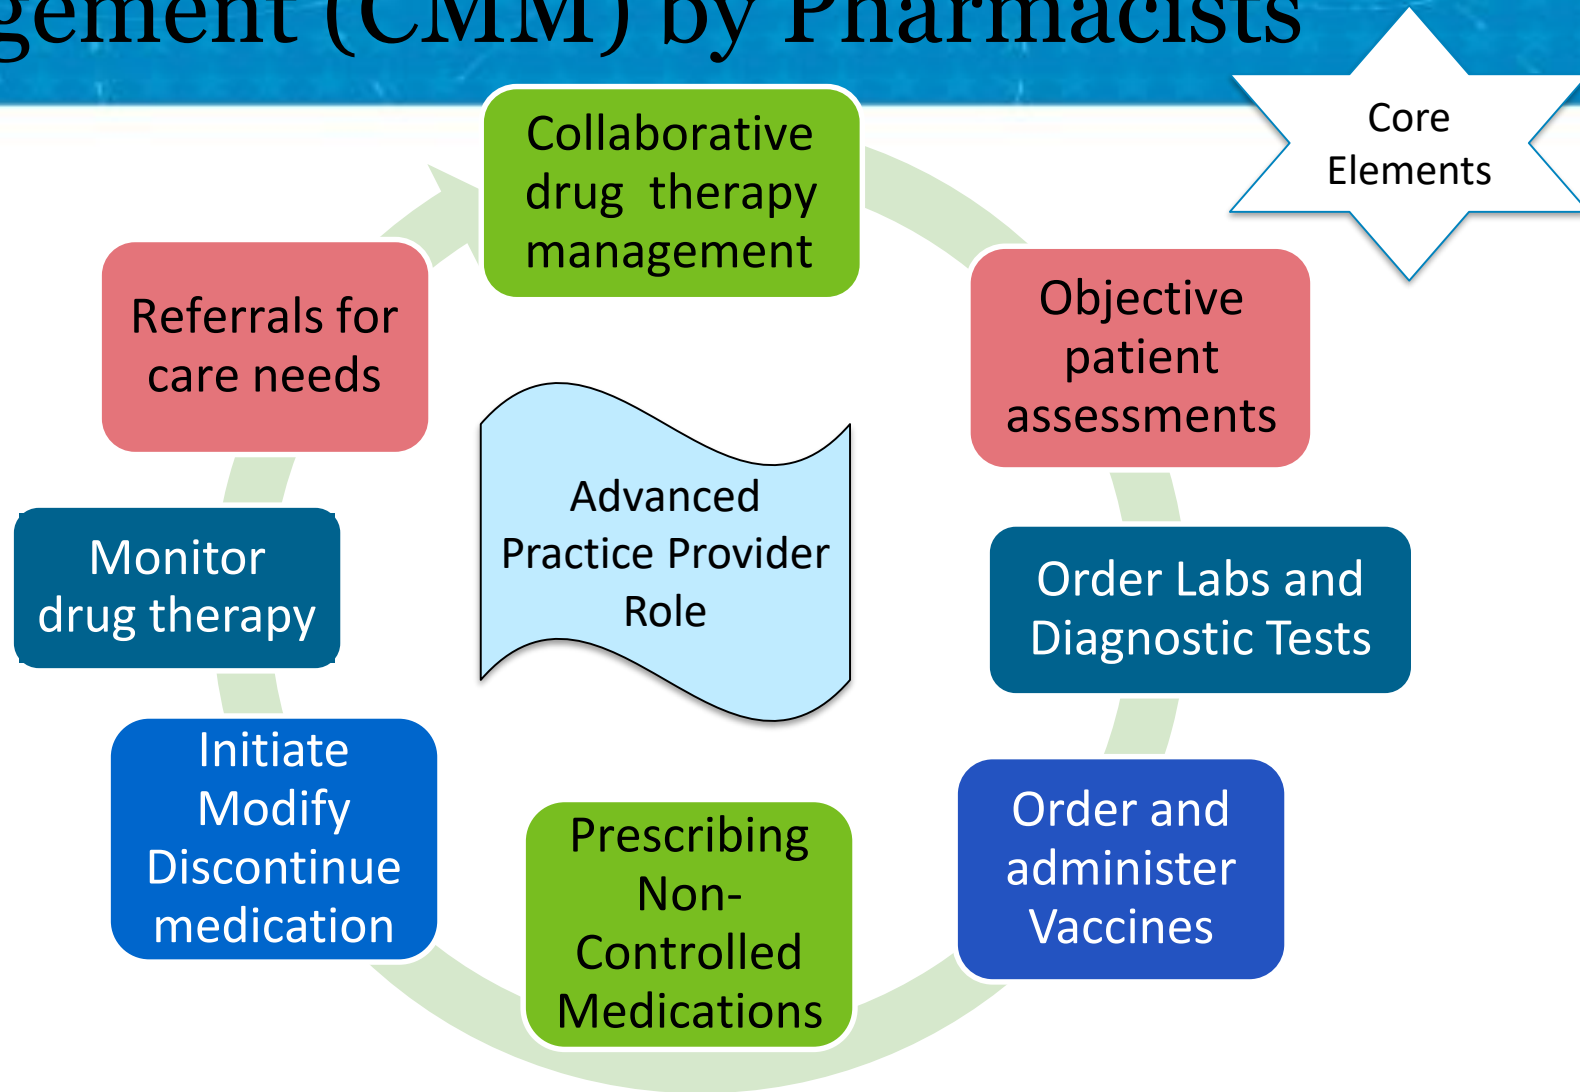 gement (CMM) by Pharmacists
Core
Elements
Collaborative
drug therapy
management
Objective
patient
assessments
Order Labs and
Diagnostic Tests
Order and
administer
Vaccines
Prescribing
Non-
Controlled
Medications
Initiate
Modify
Discontinue
medication
Monitor
drug therapy
Referrals for
care needs
Advanced
Practice Provider
Role